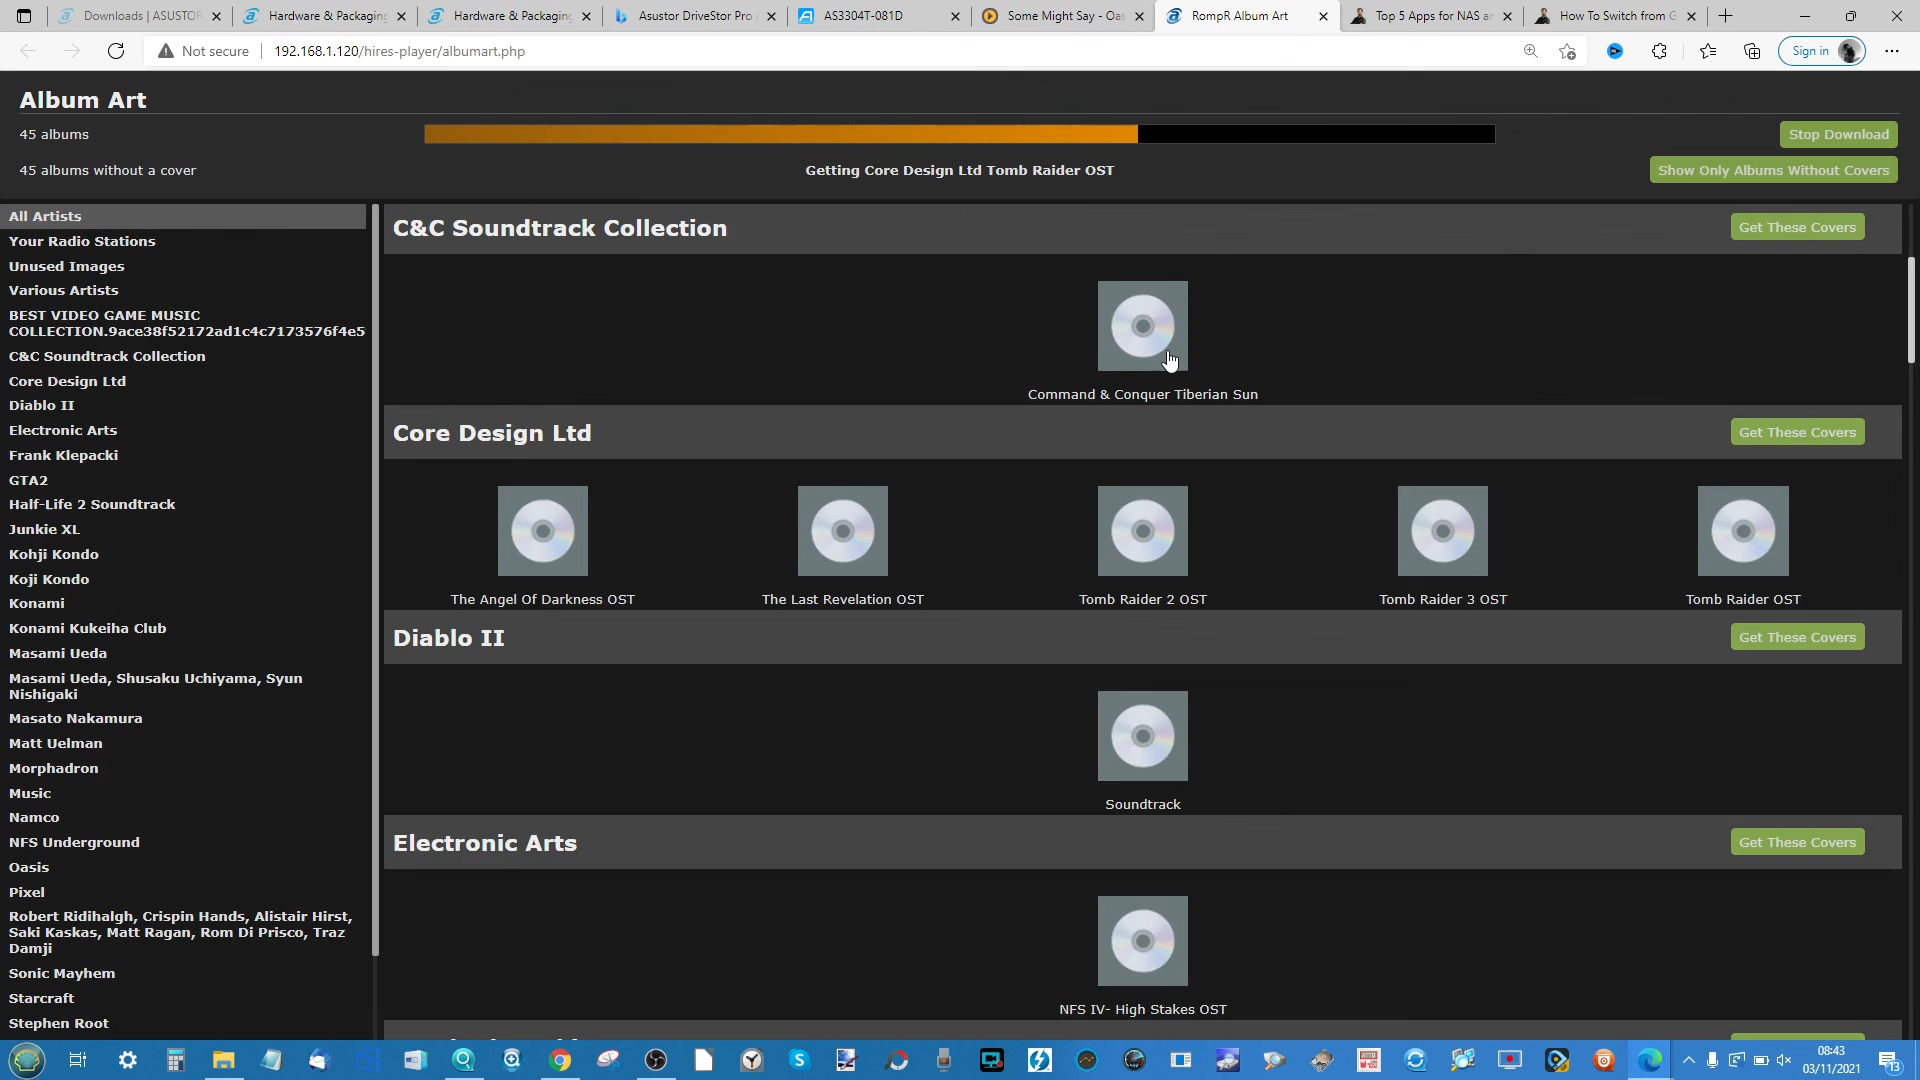 Downloads | ASUSTOR
Hardware & Packaging
Hardware & Packaging
Asustor DriveStor Pro
AS3304T-081D
Some Might Say - Oas
RompR Album Art
Top 5 Apps for NAS an
How To Switch from G
Not secure
192.168.1.120/hires-player/albumart.php
Sign in
Album Art
45 albums
Stop Download
45 albums without a cover
Getting Core Design Ltd Tomb Raider OST
Show Only Albums Without Covers
All Artists
Your Radio Stations
Unused Images
Various Artists
BEST VIDEO GAME MUSIC
COLLECTION.9ace38f52172ad1c4c7173576f4e5
C&C Soundtrack Collection
Core Design Ltd
Diablo II
Electronic Arts
Frank Klepacki
GTA2
Half-Life 2 Soundtrack
Junkie XL
Kohji Kondo
Koji Kondo
Konami
Konami Kukeiha Club
Masami Ueda
Masami Ueda, Shusaku Uchiyama, Syun
Nishigaki
Masato Nakamura
Matt Uelman
Morphadron
Music
Namco
NFS Underground
Oasis
Pixel
Robert Ridihalgh, Crispin Hands, Alistair Hirst,
Saki Kaskas, Matt Ragan, Rom Di Prisco, Traz
Damji
Sonic Mayhem
Starcraft
Stephen Root
C&C Soundtrack Collection
Get These Covers
Command & Conquer Tiberian Sun
Core Design Ltd
Get These Covers
The Angel Of Darkness OST
The Last Revelation OST
Tomb Raider 2 OST
Tomb Raider 3 OST
Tomb Raider OST
Diablo II
Get These Covers
Soundtrack
Electronic Arts
Get These Covers
NFS IV- High Stakes OST
08:43
03/11/2021
13